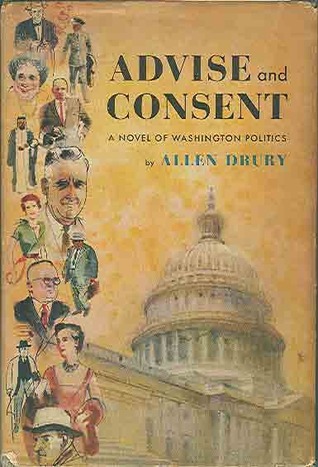 ADVISE and
CONSENT
A NOVEL OF WASHINGTON POLITICS
by ALLEN DRURY